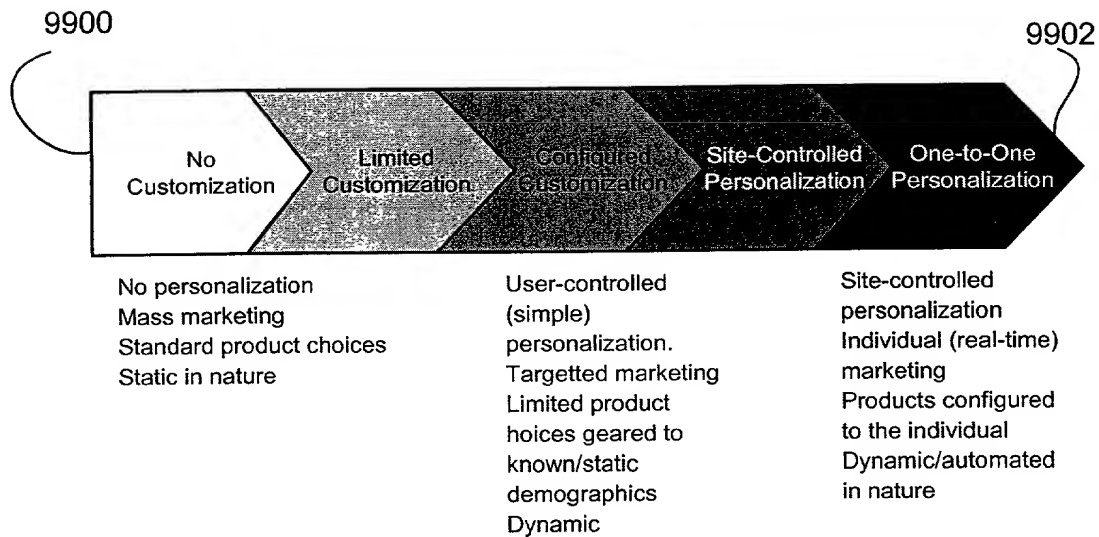 9900
9902
No
Customization
Limited
Customization
Configured
Customization
Site-Controlled
Personalization
One-to-One
Personalization
No personalization
Mass marketing
Standard product choices
Static in nature
User-controlled
(simple)
personalization.
Targetted marketing
Limited product
hoices geared to
known/static
demographics
Dynamic
Site-controlled
personalization
Individual (real-time)
marketing
Products configured
to the individual
Dynamic/automated
in nature